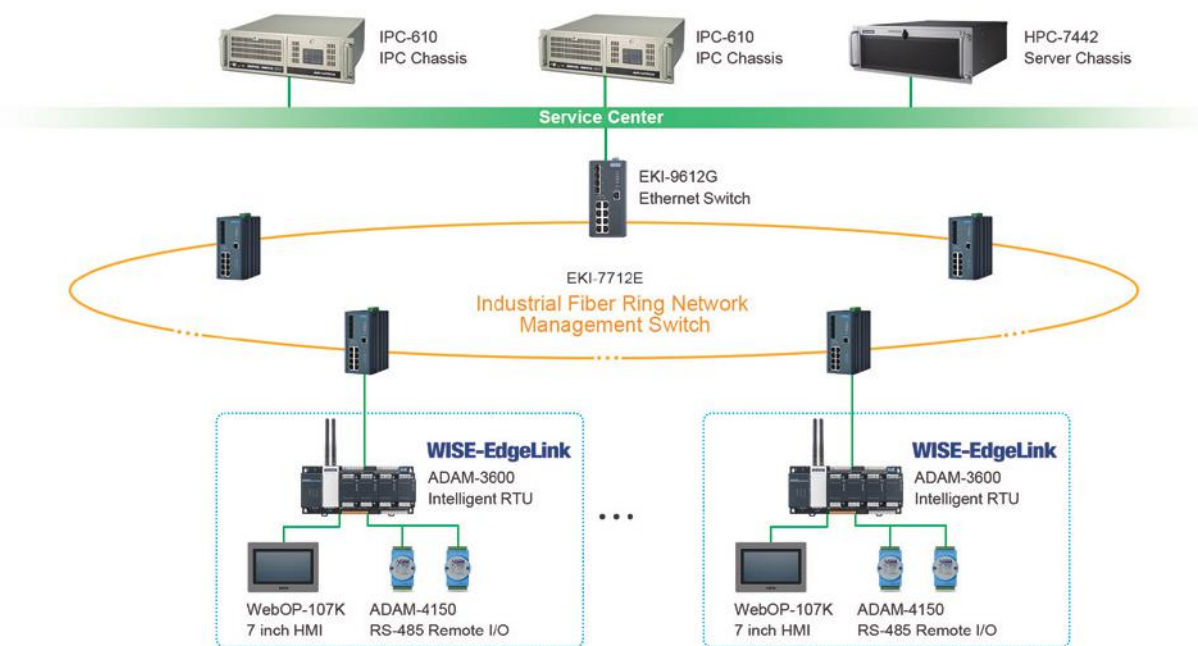 IPC-610
IPC Chassis
IPC-610
IPC Chassis
HPC-7442
Server Chassis
Service Center
EKI-9612G
Ethernet Switch
EKI-7712E
Industrial Fiber Ring Network
Management Switch
WISE-EdgeLink
ADAM-3600
Intelligent RTU
WebOP-107K
7 inch HMI
ADAM-4150
RS-485 Remote I/O
...
WISE-EdgeLink
ADAM-3600
Intelligent RTU
WebOP-107K
7 inch HMI
ADAM-4150
RS-485 Remote I/O